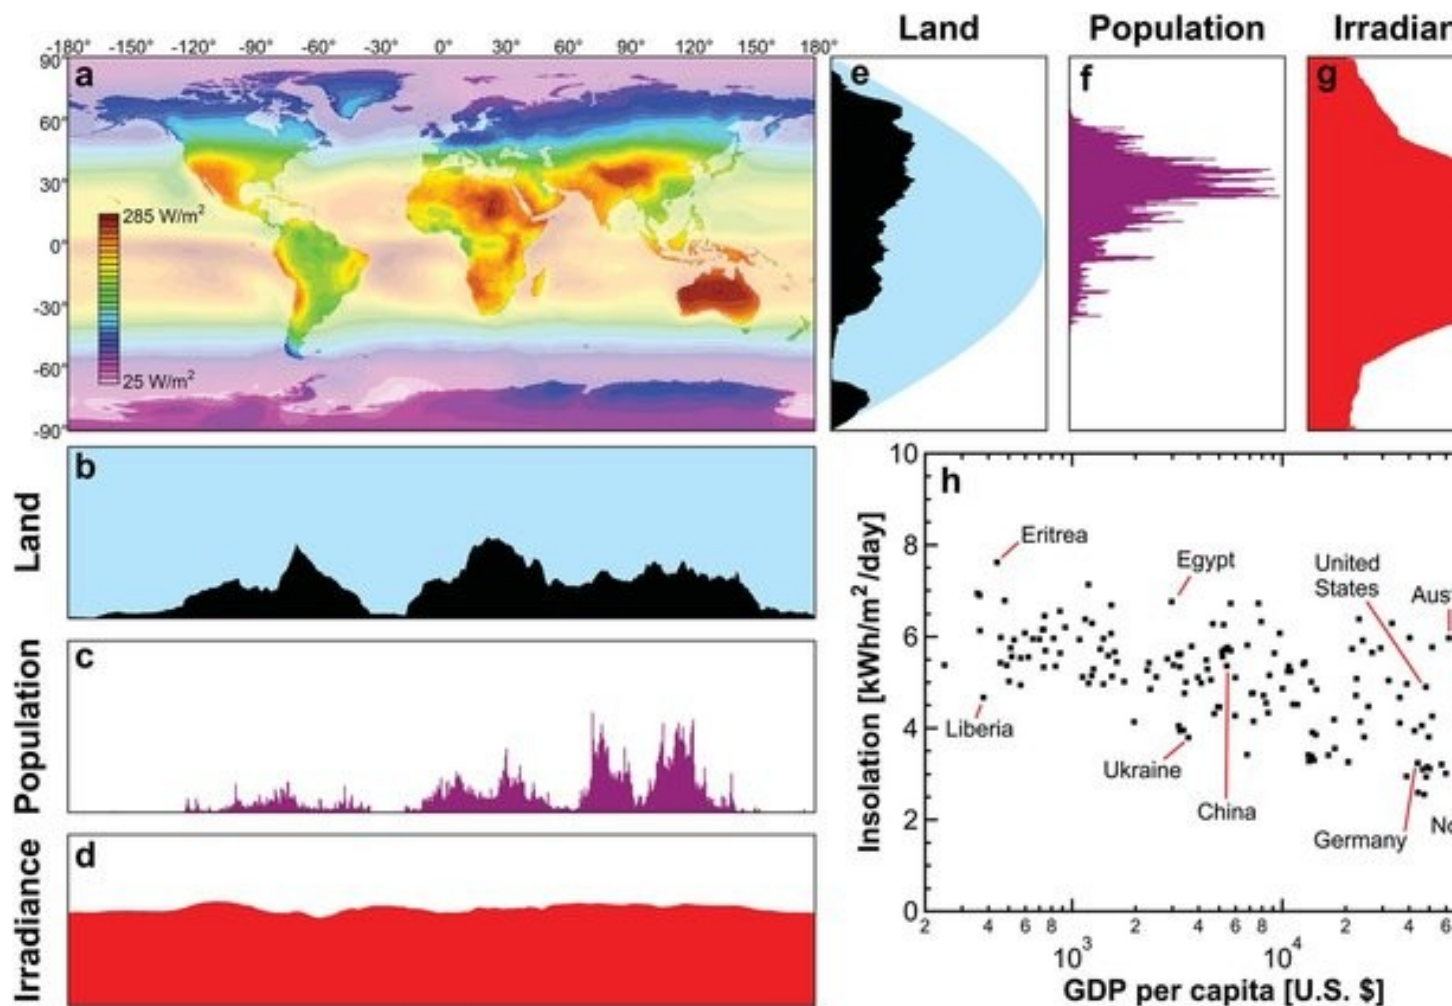 Land
Population
Irradian
-180° -150° -90° -60° -30° 0° 30° 60° 90° 120° 150° 180°
90°
60°
30°
0°
-30°
-60°
-90°
a
285 W/m²
25 W/m²
e
f
g
b
Land
c
Population
d
Irradiance
h
Insolation [kWh/m²/day]
10
8
6
4
2
0
Eritrea
Egypt
United
States
Aust
Liberia
Ukraine
China
Germany
No
2 4 6 8 2 4 6 8 2 4 6
10³ 10⁴
GDP per capita [U.S. $]